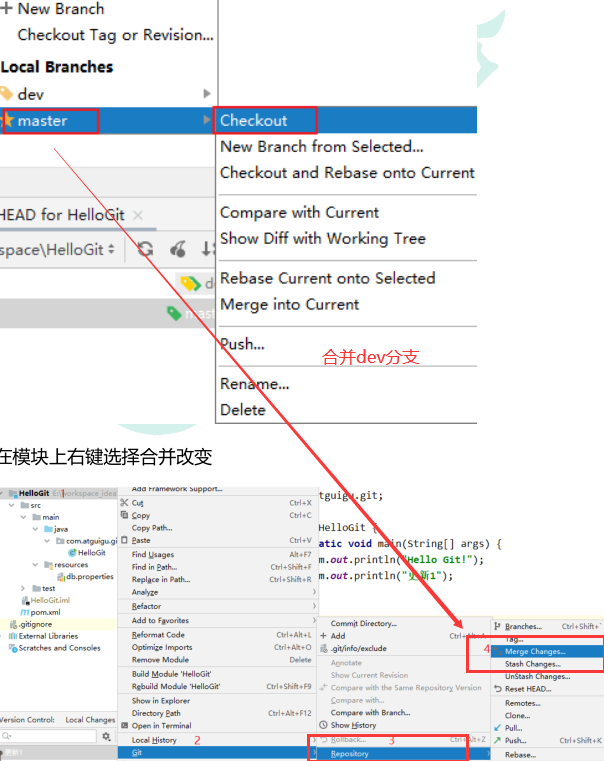 New Branch
Checkout Tag or Revision...
Local Branches
dev
master
Checkout
New Branch from Selected...
Checkout and Rebase onto Current
Compare with Current
Show Diff with Working Tree
Rebase Current onto Selected
Merge into Current
Push...
Rename...
Delete
HEAD for HelloGit
space\HelloGit
合并dev分支
在模块上右键选择合并改变
HelloGit
1
workspace_idea
src
main
java
com.atguigu.git
HelloGit
resources
db.properties
test
HelloGit.iml
pom.xml
.gitignore
External Libraries
Scratches and Consoles
Version Control: Local Changes
更新1
Add Framework Support...
Cut Ctrl+X
Copy Ctrl+C
Copy Path...
Paste Ctrl+V
Find Usages Alt+F7
Find in Path... Ctrl+Shift+F
Replace in Path... Ctrl+Shift+R
Analyze
Refactor
Add to Favorites
Reformat Code Ctrl+Alt+L
Optimize Imports Ctrl+Alt+O
Remove Module Delete
Build Module 'HelloGit'
Rebuild Module 'HelloGit' Ctrl+Shift+F9
Show in Explorer
Directory Path Ctrl+Alt+F12
Open in Terminal
Local History 2
Git
tguigu.git;
HelloGit {
atic void main(String[] args) {
m.out.println("Hello Git!");
m.out.println("更新1");
Commit Directory...
Add
.git/info/exclude
Annotate
Show Current Revision
Compare with the Same Repository Version
Compare with...
Compare with Branch...
Show History
Rollback... Ctrl+Alt+Z
3
Repository
Branches... Ctrl+Shift+`
Tag...
4
Merge Changes...
Stash Changes...
UnStash Changes...
Reset HEAD...
Remotes...
Clone...
Pull...
Push... Ctrl+Shift+K
Rebase...